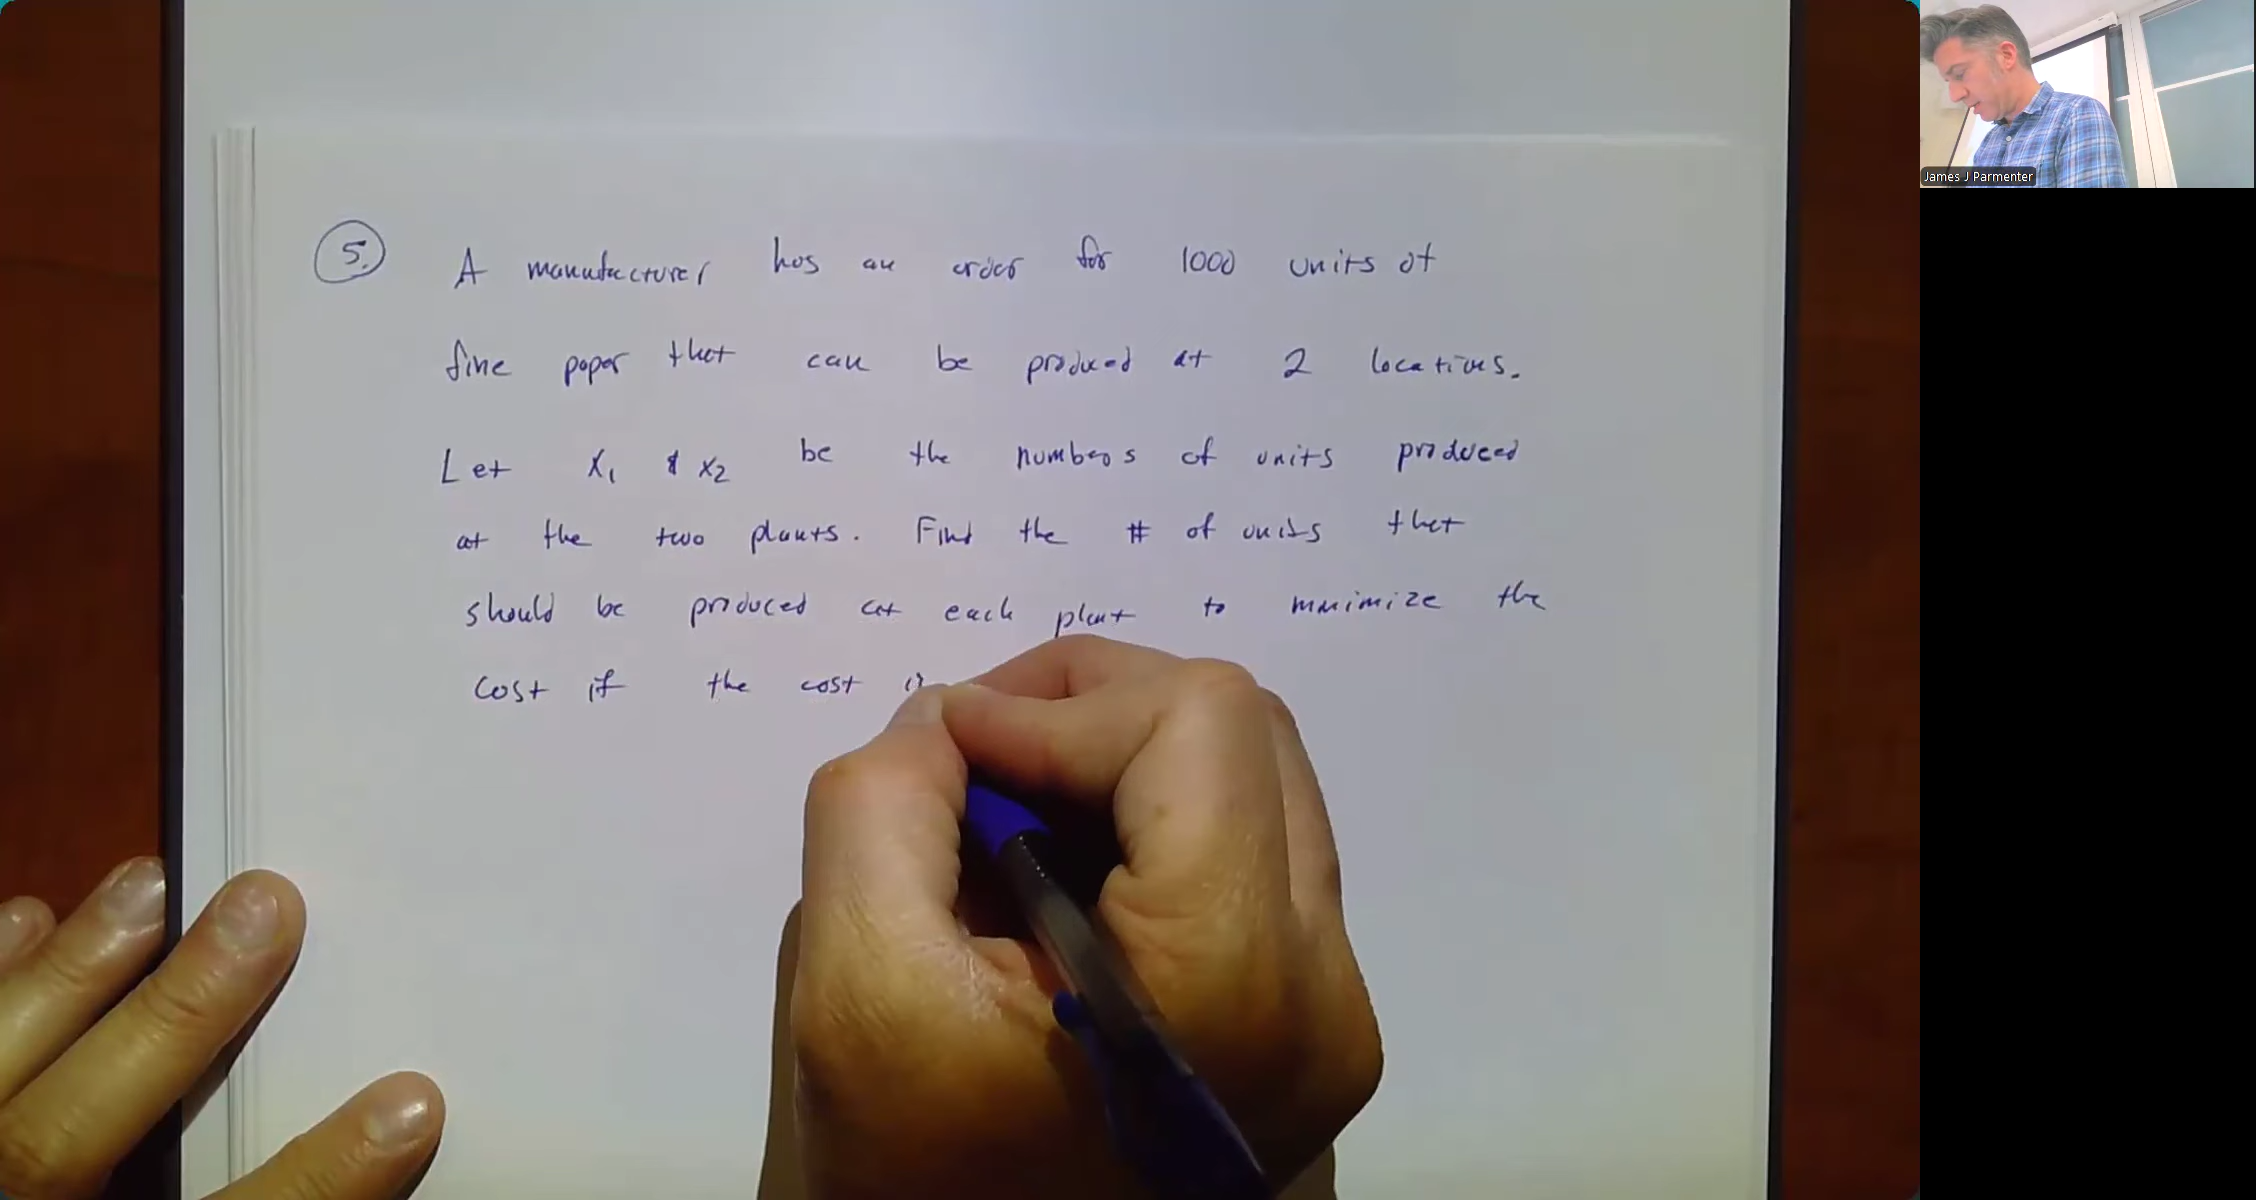 James J Parmenter
5. A manufacturer has an order for 1000 units of
fine paper that can be produced at 2 locations.
Let x₁ & x₂ be the numbers of units produced
at the two plants. Find the # of units that
should be produced at each plant to minimize the
cost if the cost is